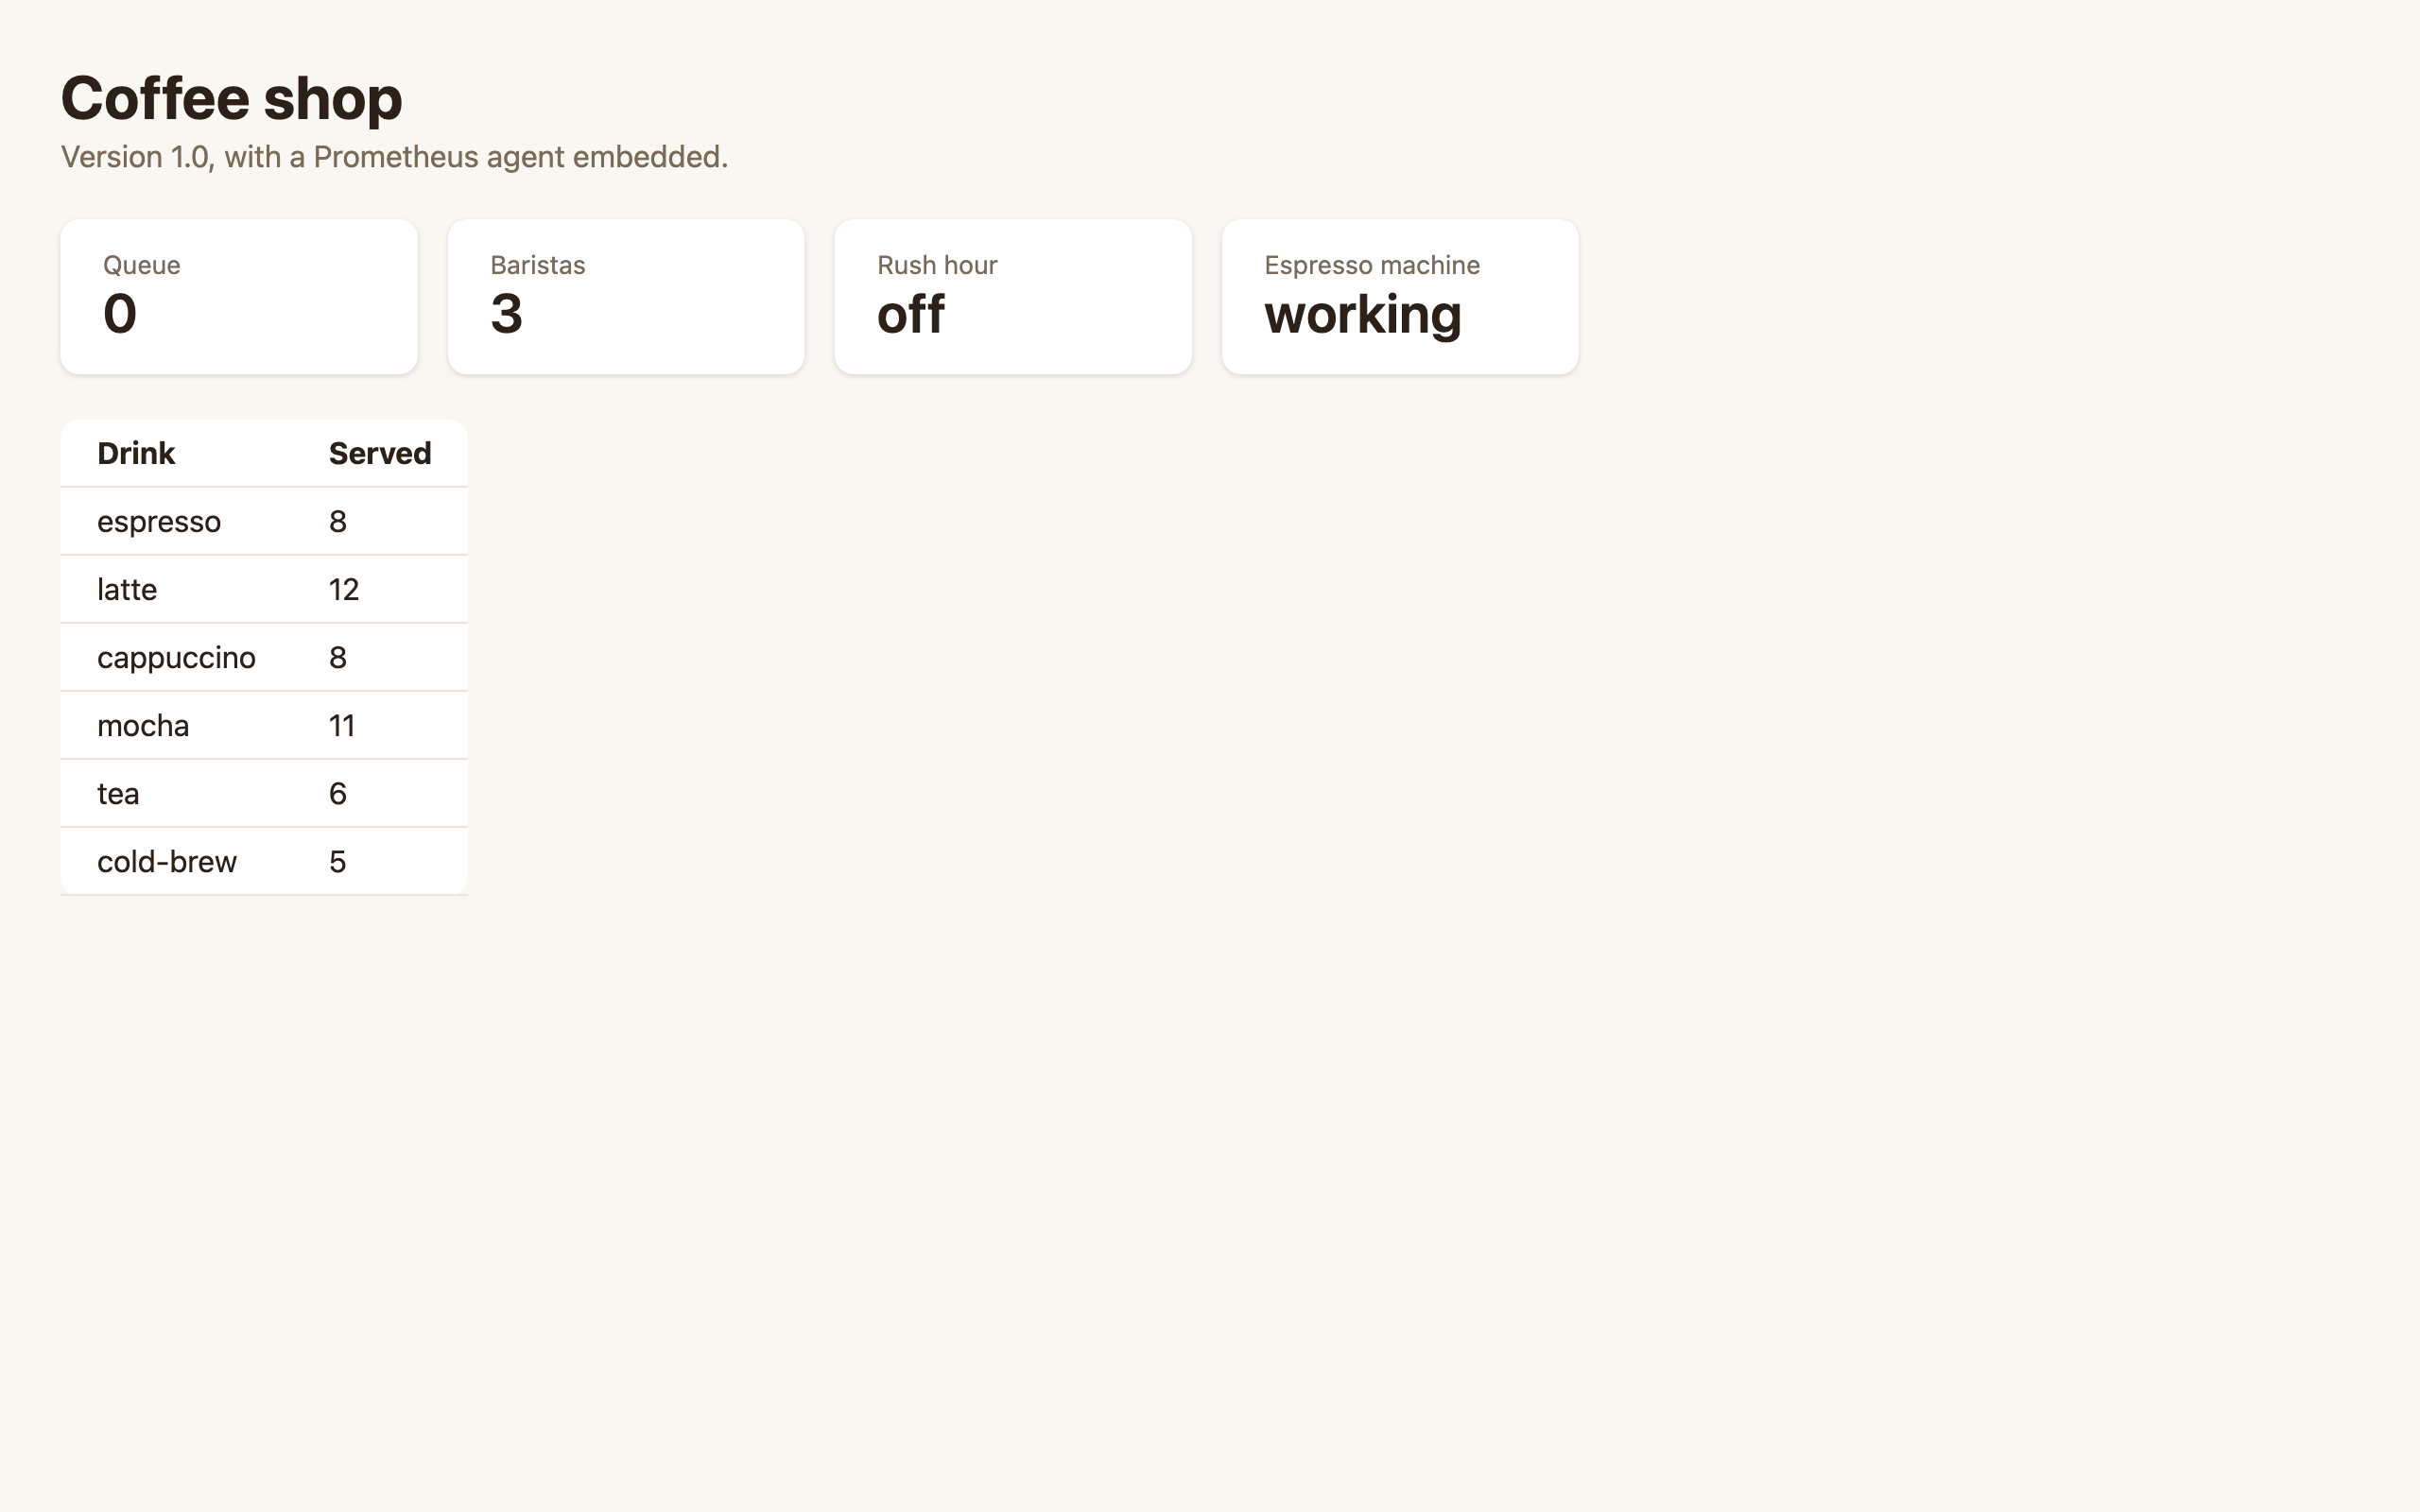 Coffee shop
Version 1.0, with a Prometheus agent embedded.
Queue
0
Baristas
3
Rush hour
off
Espresso machine
working
Drink Served
espresso 8
latte 12
cappuccino 8
mocha 11
tea 6
cold-brew 5